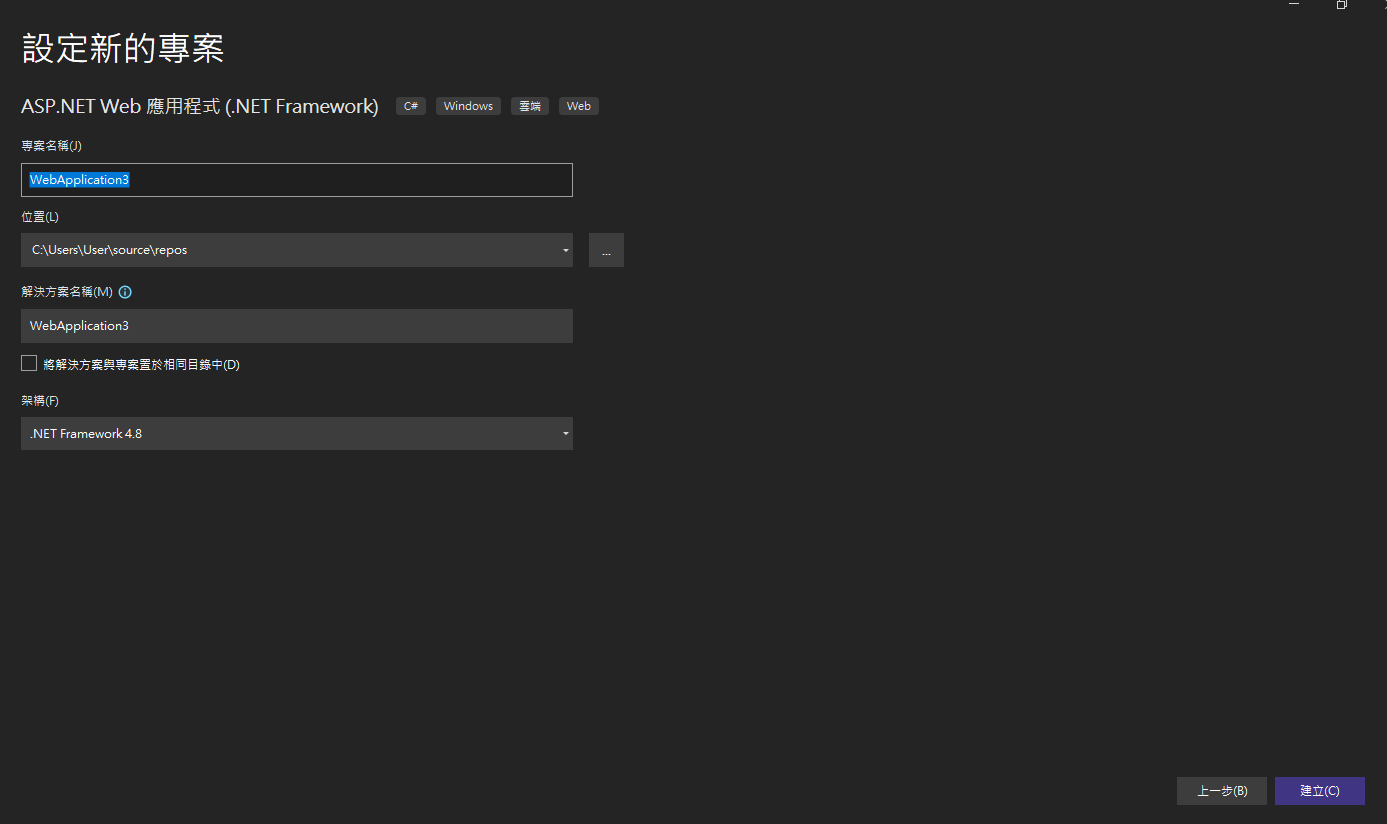 設定新的專案
ASP.NET Web 應用程式 (.NET Framework) C# Windows 雲端 Web
專案名稱(J)
WebApplication3
位置(L)
C:\Users\User\source\repos ...
解決方案名稱(M)
WebApplication3
將解決方案與專案置於相同目錄中(D)
架構(F)
.NET Framework 4.8
上一步(B) 建立(C)